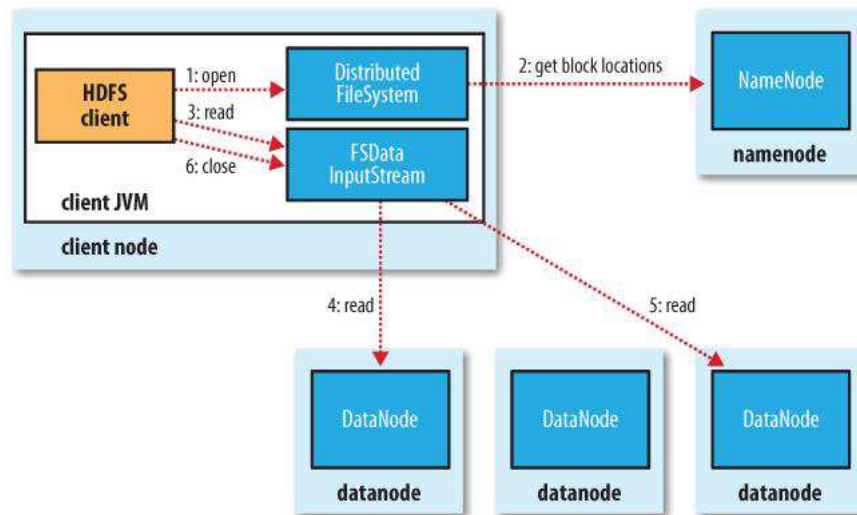 HDFS
client
1: open
3: read
6: close
Distributed
FileSystem
FSData
InputStream
client JVM
client node
2: get block locations
NameNode
namenode
4: read
5: read
DataNode
datanode
DataNode
datanode
DataNode
datanode